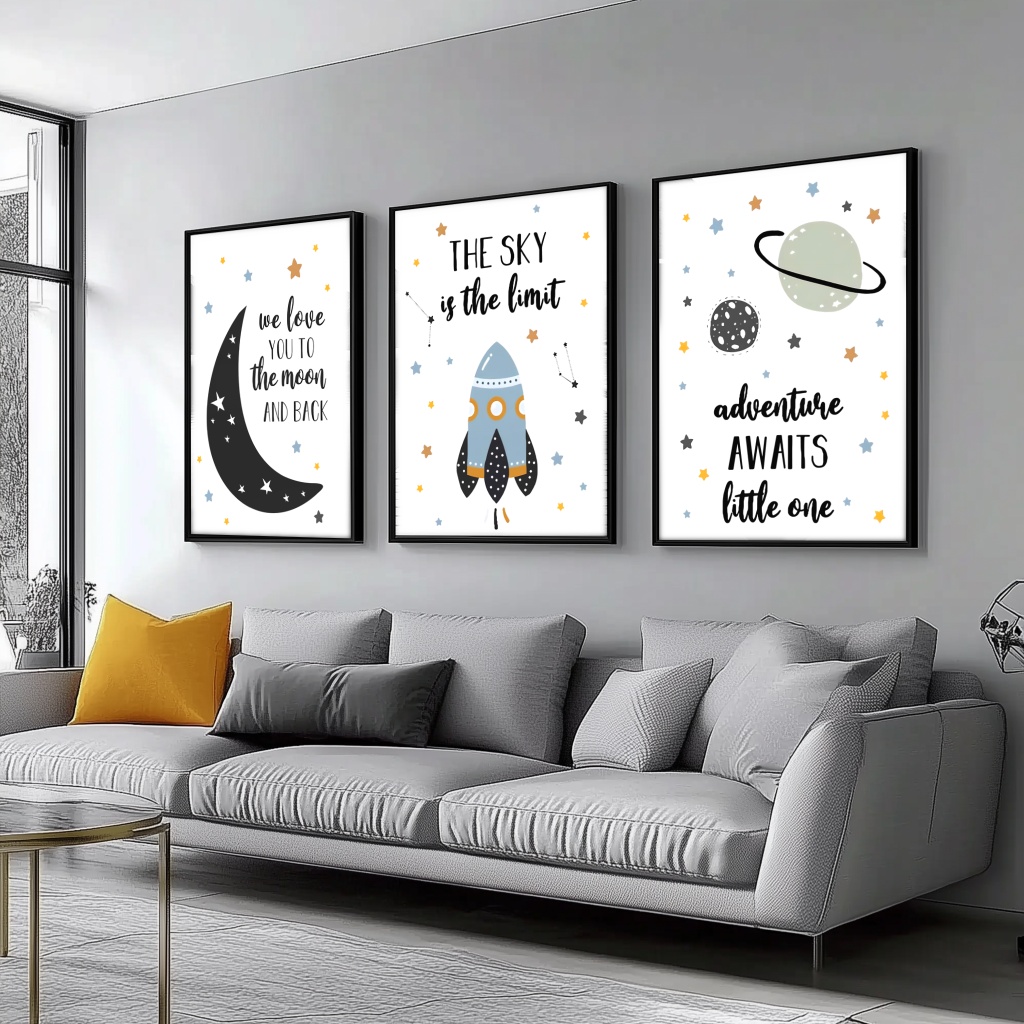 we love
YOU TO
the moon
AND BACK
THE SKY
is the limit
adventure
AWAITS
little one